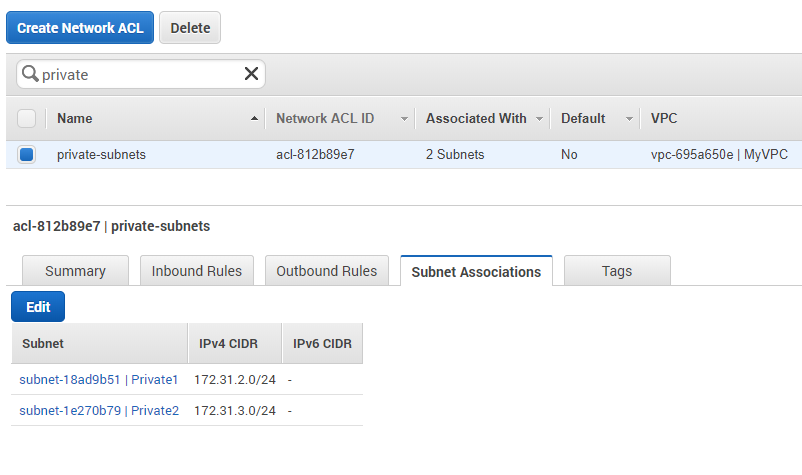 Create Network ACL Delete
private
Name Network ACL ID Associated With Default VPC
private-subnets acl-812b89e7 2 Subnets No vpc-695a650e | MyVPC
acl-812b89e7 | private-subnets
Summary Inbound Rules Outbound Rules Subnet Associations Tags
Edit
Subnet IPv4 CIDR IPv6 CIDR
subnet-18ad9b51 | Private1 172.31.2.0/24 -
subnet-1e270b79 | Private2 172.31.3.0/24 -